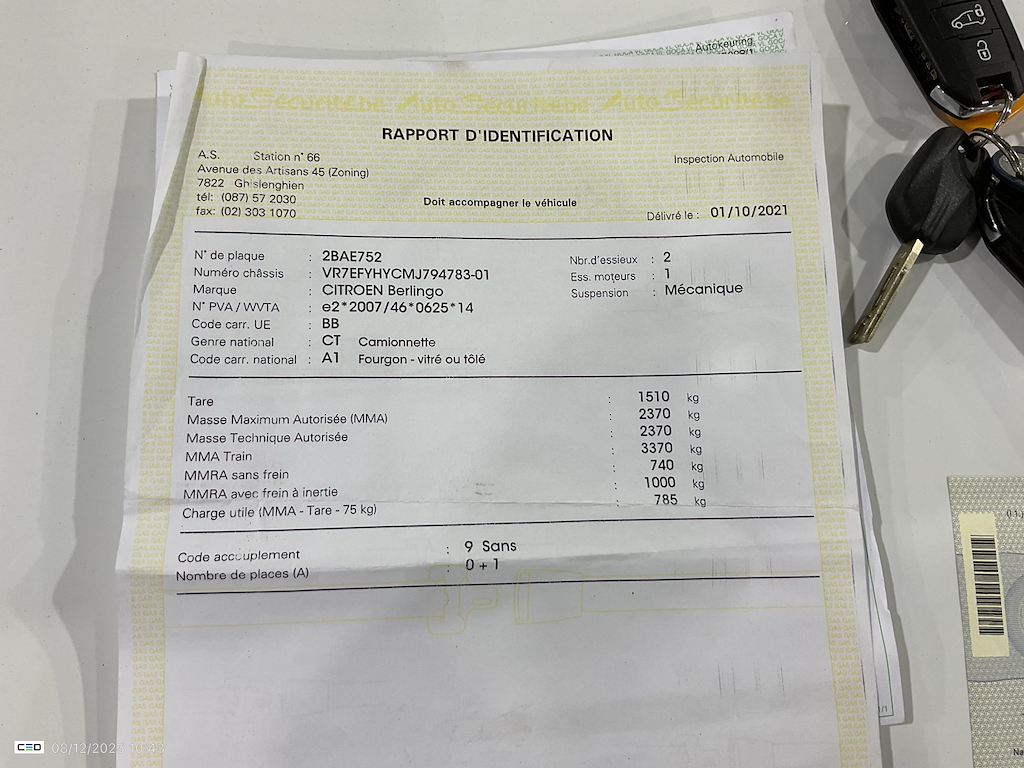 Autokeuring
Auto Sécuritébe Auto Sécuritébe Auto Sécuritébe
RAPPORT D'IDENTIFICATION
A.S. Station n° 66
Inspection Automobile
Avenue des Artisans 45 (Zoning)
7822 Ghislenghien
tél: (087) 57 2030
Doit accompagner le véhicule
fax: (02) 303 1070
Délivré le : 01/10/2021
N° de plaque : 2BAE752
Nbr.d'essieux : 2
Numéro châssis : VR7EFYHYCMJ794783-01
Ess. moteurs : 1
Marque : CITROEN Berlingo
Suspension : Mécanique
N° PVA / WVTA : e2*2007/46*0625*14
Code carr. UE : BB
Genre national : CT Camionnette
Code carr. national : A1 Fourgon - vitré ou tôlé
Tare : 1510 kg
Masse Maximum Autorisée (MMA) : 2370 kg
Masse Technique Autorisée : 2370 kg
MMA Train : 3370 kg
MMRA sans frein : 740 kg
MMRA avec frein à inertie : 1000 kg
Charge utile (MMA - Tare - 75 kg) : 785 kg
Code accouplement : 9 Sans
Nombre de places (A) : 0 + 1